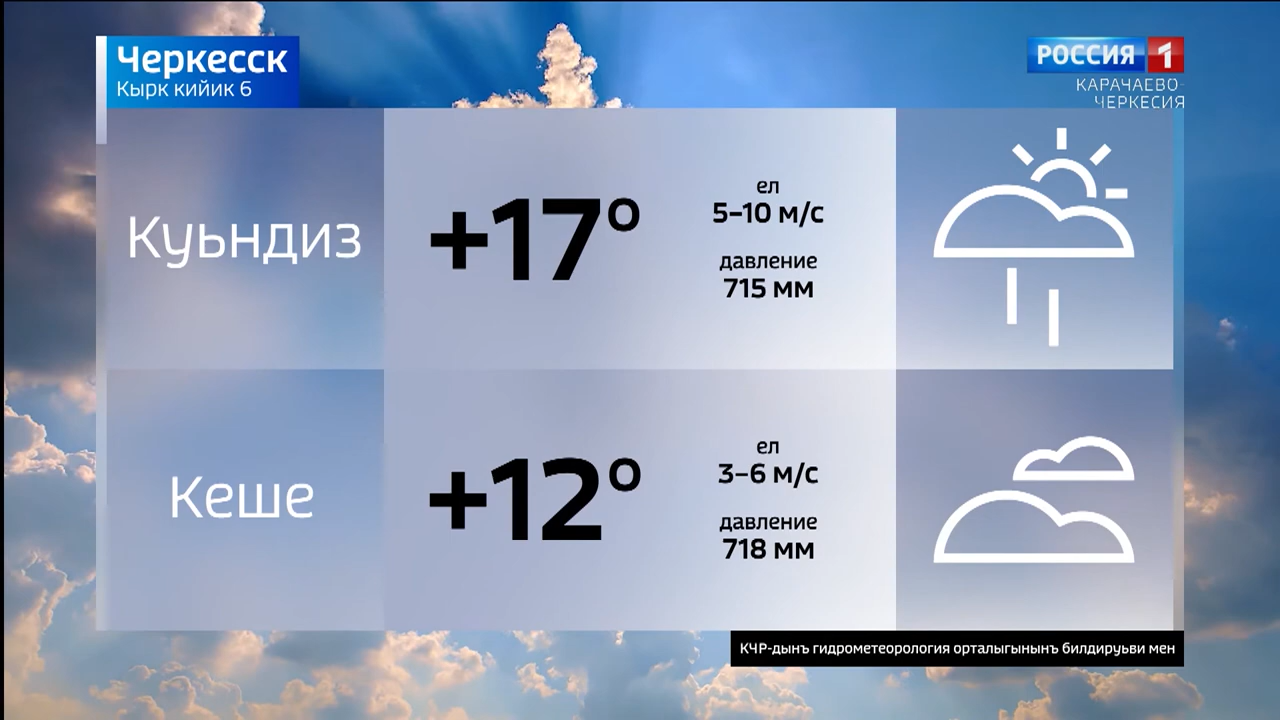 Черкесск
Кырк кийик 6
РОССИЯ 1
КАРАЧАЕВО-
ЧЕРКЕСИЯ
Куьндиз
+17°
ел
5-10 м/с
давление
715 мм
Кеше
+12°
ел
3-6 м/с
давление
718 мм
КЧР-дынъ гидрометеорология орталыгынынъ билдируьви мен